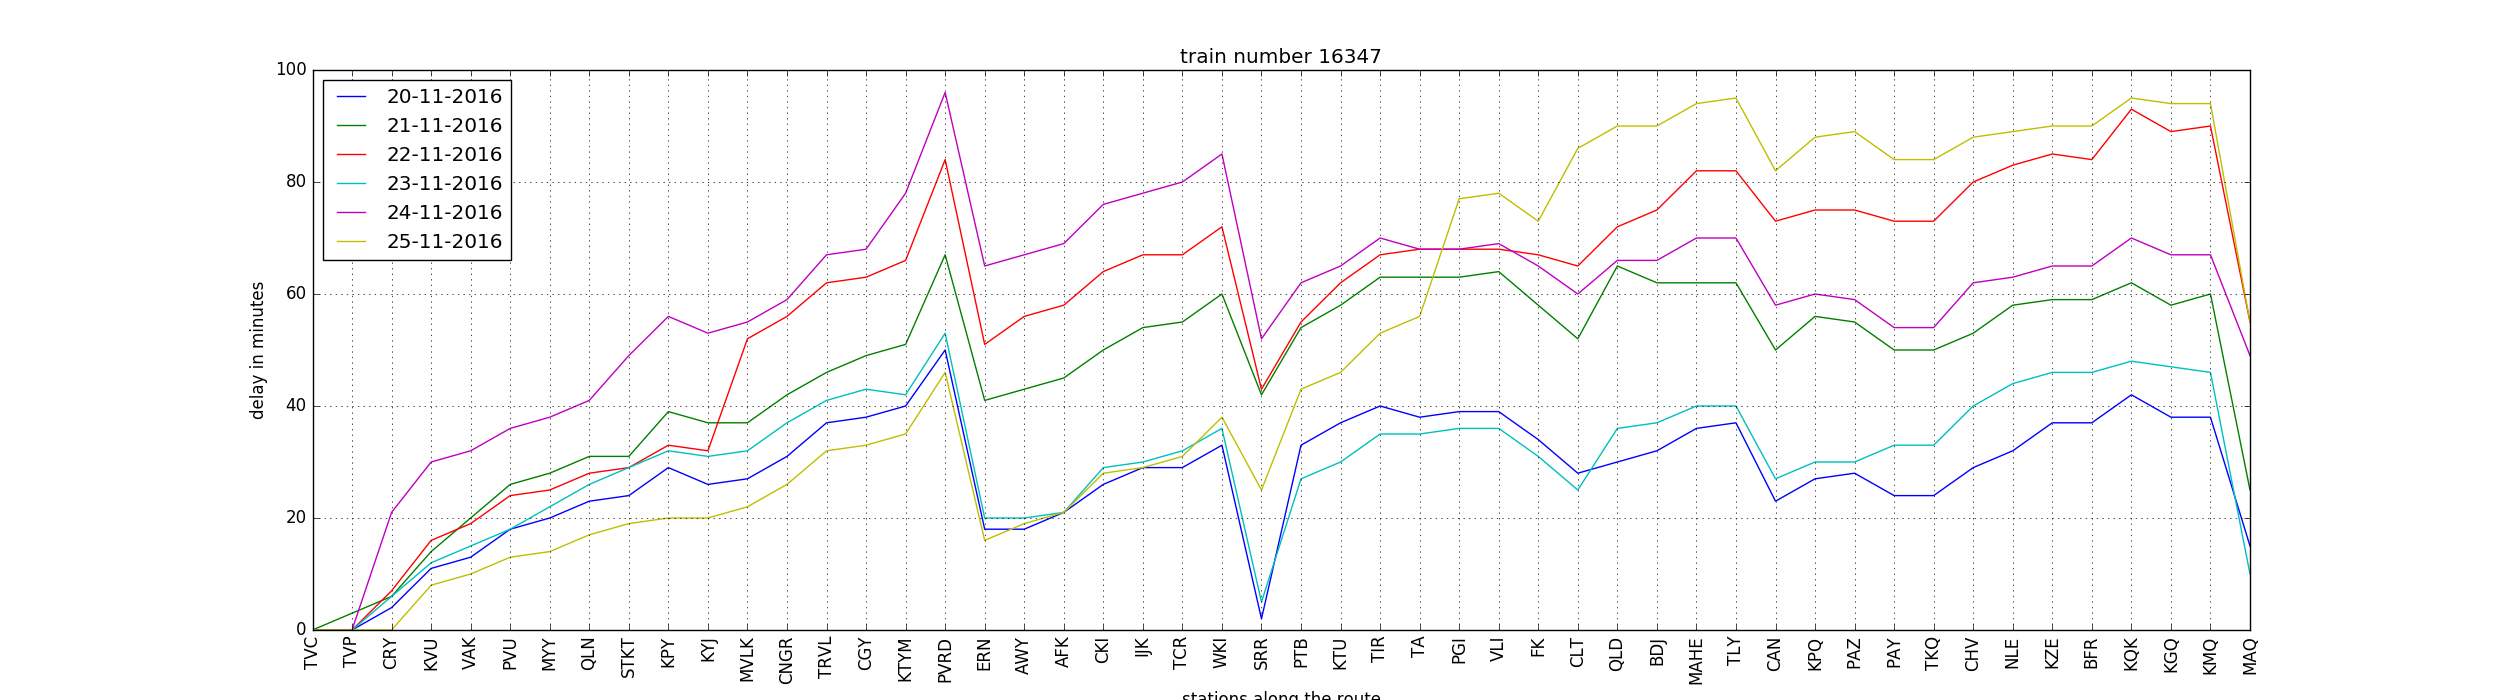 train number 16347
100
80
60
40
20
0
delay in minutes
20-11-2016
21-11-2016
22-11-2016
23-11-2016
24-11-2016
25-11-2016
TVC
TVP
CRY
KVU
VAK
PVU
MYY
QLN
STKT
KPY
KYJ
MVLK
CNGR
TRVL
CGY
KTYM
PVRD
ERN
AWY
AFK
CKI
IJK
TCR
WKI
SRR
PTB
KTU
TIR
TA
PGI
VLI
FK
CLT
QLD
BDJ
MAHE
TLY
CAN
KPQ
PAZ
PAY
TKQ
CHV
NLE
KZE
BFR
KQK
KGQ
KMQ
MAQ
stations along the route